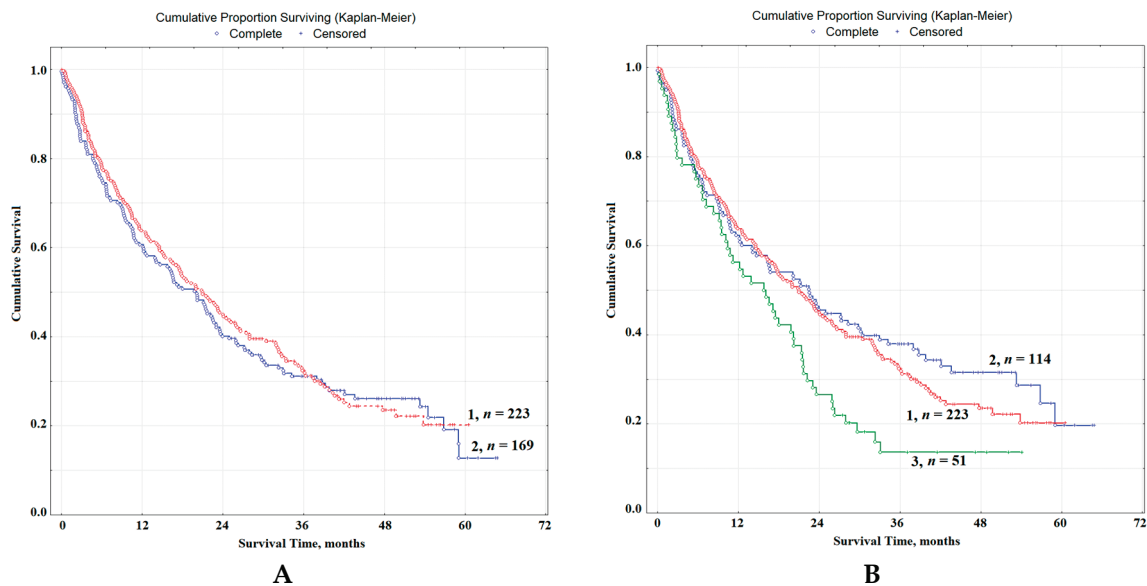 Cumulative Proportion Surviving (Kaplan-Meier)
Complete Censored
Cumulative Survival
1.0
0.8
0.6
0.4
0.2
0.0
1, n = 223
2, n = 169
0 12 24 36 48 60 72
Survival Time, months
A
Cumulative Proportion Surviving (Kaplan-Meier)
Complete Censored
Cumulative Survival
1.0
0.8
0.6
0.4
0.2
0.0
2, n = 114
1, n = 223
3, n = 51
0 12 24 36 48 60 72
Survival Time, months
B